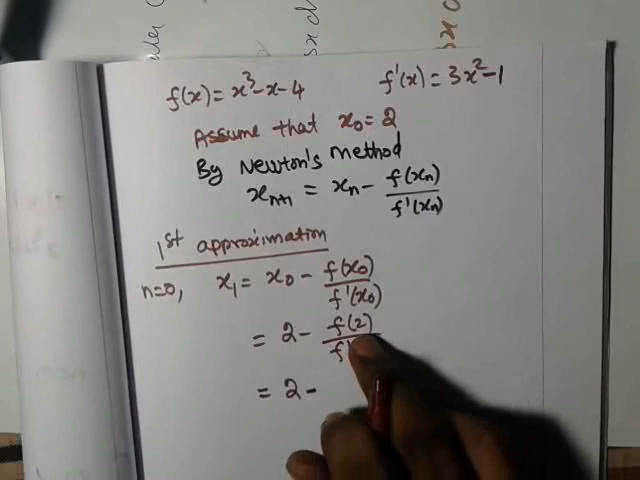 f(x) = x³-x-4 f'(x) = 3x²-1
Assume that x₀ = 2
By Newton's method
xₙ₊₁ = xₙ - f(xₙ)/f'(xₙ)
1st approximation
n=0, x₁ = x₀ - f(x₀)/f'(x₀)
= 2 - f(2)/f'
= 2 -